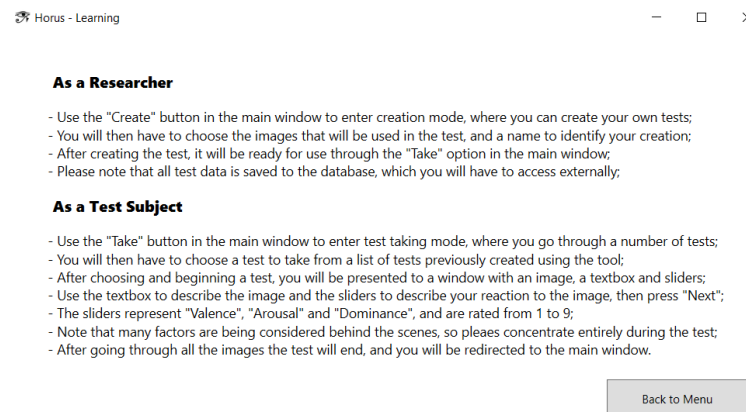 Horus - Learning
As a Researcher
- Use the "Create" button in the main window to enter creation mode, where you can create your own tests;
- You will then have to choose the images that will be used in the test, and a name to identify your creation;
- After creating the test, it will be ready for use through the "Take" option in the main window;
- Please note that all test data is saved to the database, which you will have to access externally;
As a Test Subject
- Use the "Take" button in the main window to enter test taking mode, where you go through a number of tests;
- You will then have to choose a test to take from a list of tests previously created using the tool;
- After choosing and beginning a test, you will be presented to a window with an image, a textbox and sliders;
- Use the textbox to describe the image and the sliders to describe your reaction to the image, then press "Next";
- The sliders represent "Valence", "Arousal" and "Dominance", and are rated from 1 to 9;
- Note that many factors are being considered behind the scenes, so pleaes concentrate entirely during the test;
- After going through all the images the test will end, and you will be redirected to the main window.
Back to Menu